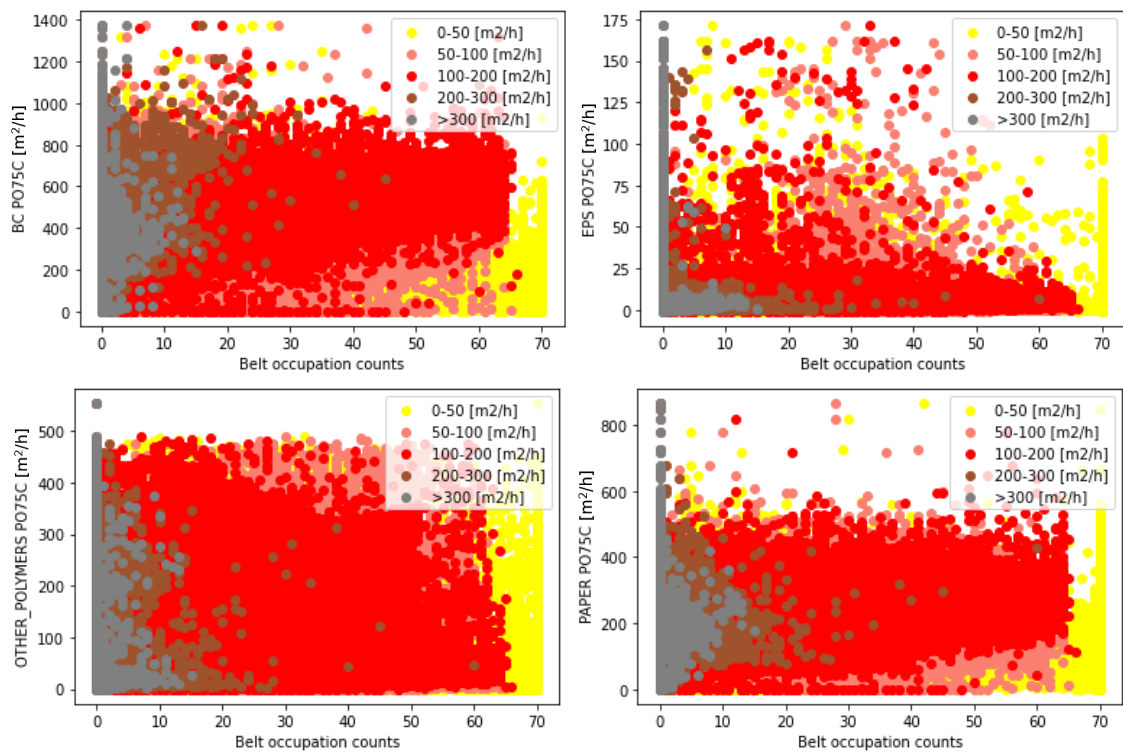 BC PO75C [m²/h]
1400
1200
1000
800
600
400
200
0
0 10 20 30 40 50 60 70
Belt occupation counts
0-50 [m2/h]
50-100 [m2/h]
100-200 [m2/h]
200-300 [m2/h]
>300 [m2/h]
EPS PO75C [m²/h]
175
150
125
100
75
50
25
0
0 10 20 30 40 50 60 70
Belt occupation counts
0-50 [m2/h]
50-100 [m2/h]
100-200 [m2/h]
200-300 [m2/h]
>300 [m2/h]
OTHER_POLYMERS PO75C [m²/h]
500
400
300
200
100
0
0 10 20 30 40 50 60 70
Belt occupation counts
0-50 [m2/h]
50-100 [m2/h]
100-200 [m2/h]
200-300 [m2/h]
>300 [m2/h]
PAPER PO75C [m²/h]
800
600
400
200
0
0 10 20 30 40 50 60 70
Belt occupation counts
0-50 [m2/h]
50-100 [m2/h]
100-200 [m2/h]
200-300 [m2/h]
>300 [m2/h]